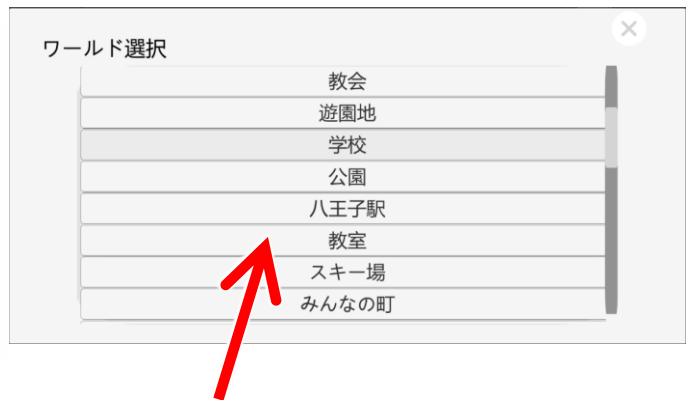 ワールド選択
教会
遊園地
学校
公園
八王子駅
教室
スキー場
みんなの町